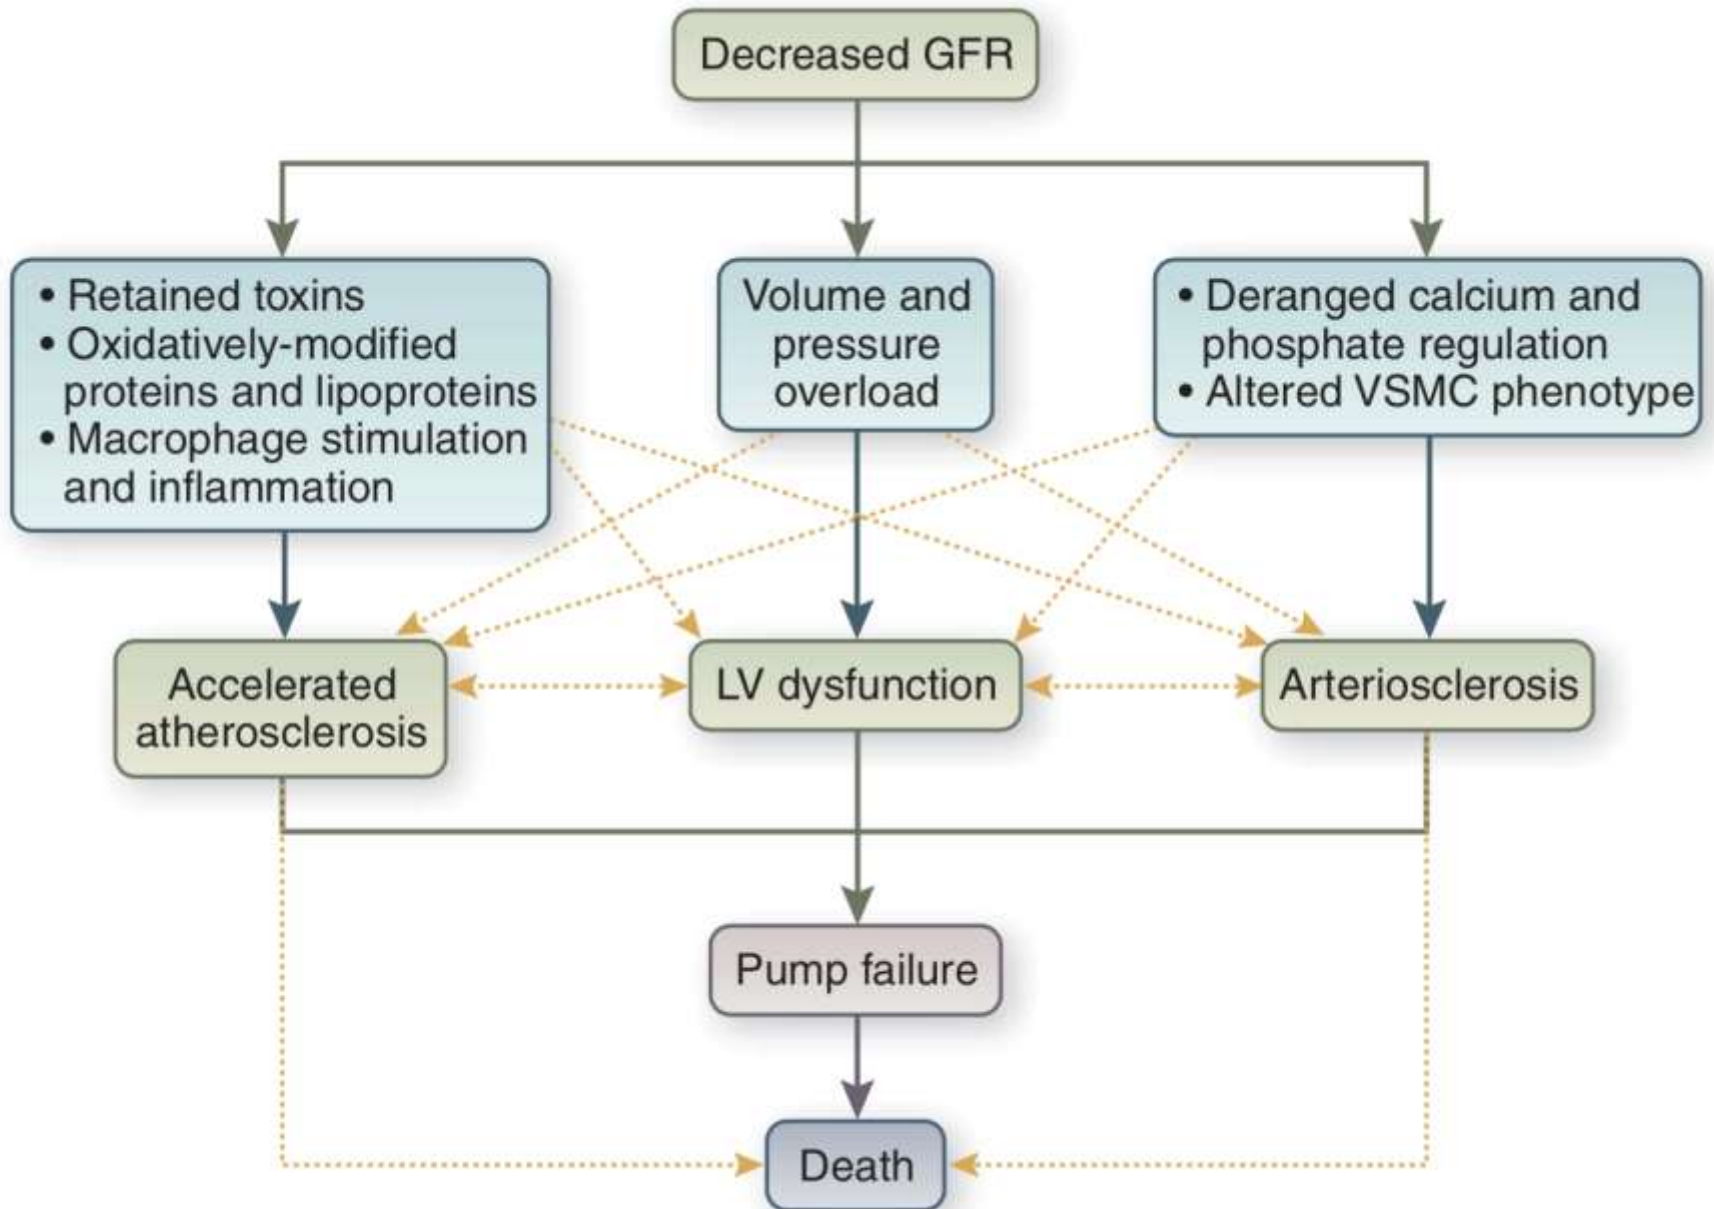 Decreased GFR
• Retained toxins
• Oxidatively-modified
proteins and lipoproteins
• Macrophage stimulation
and inflammation
Volume and
pressure
overload
• Deranged calcium and
phosphate regulation
• Altered VSMC phenotype
Accelerated
atherosclerosis
LV dysfunction
Arteriosclerosis
Pump failure
Death